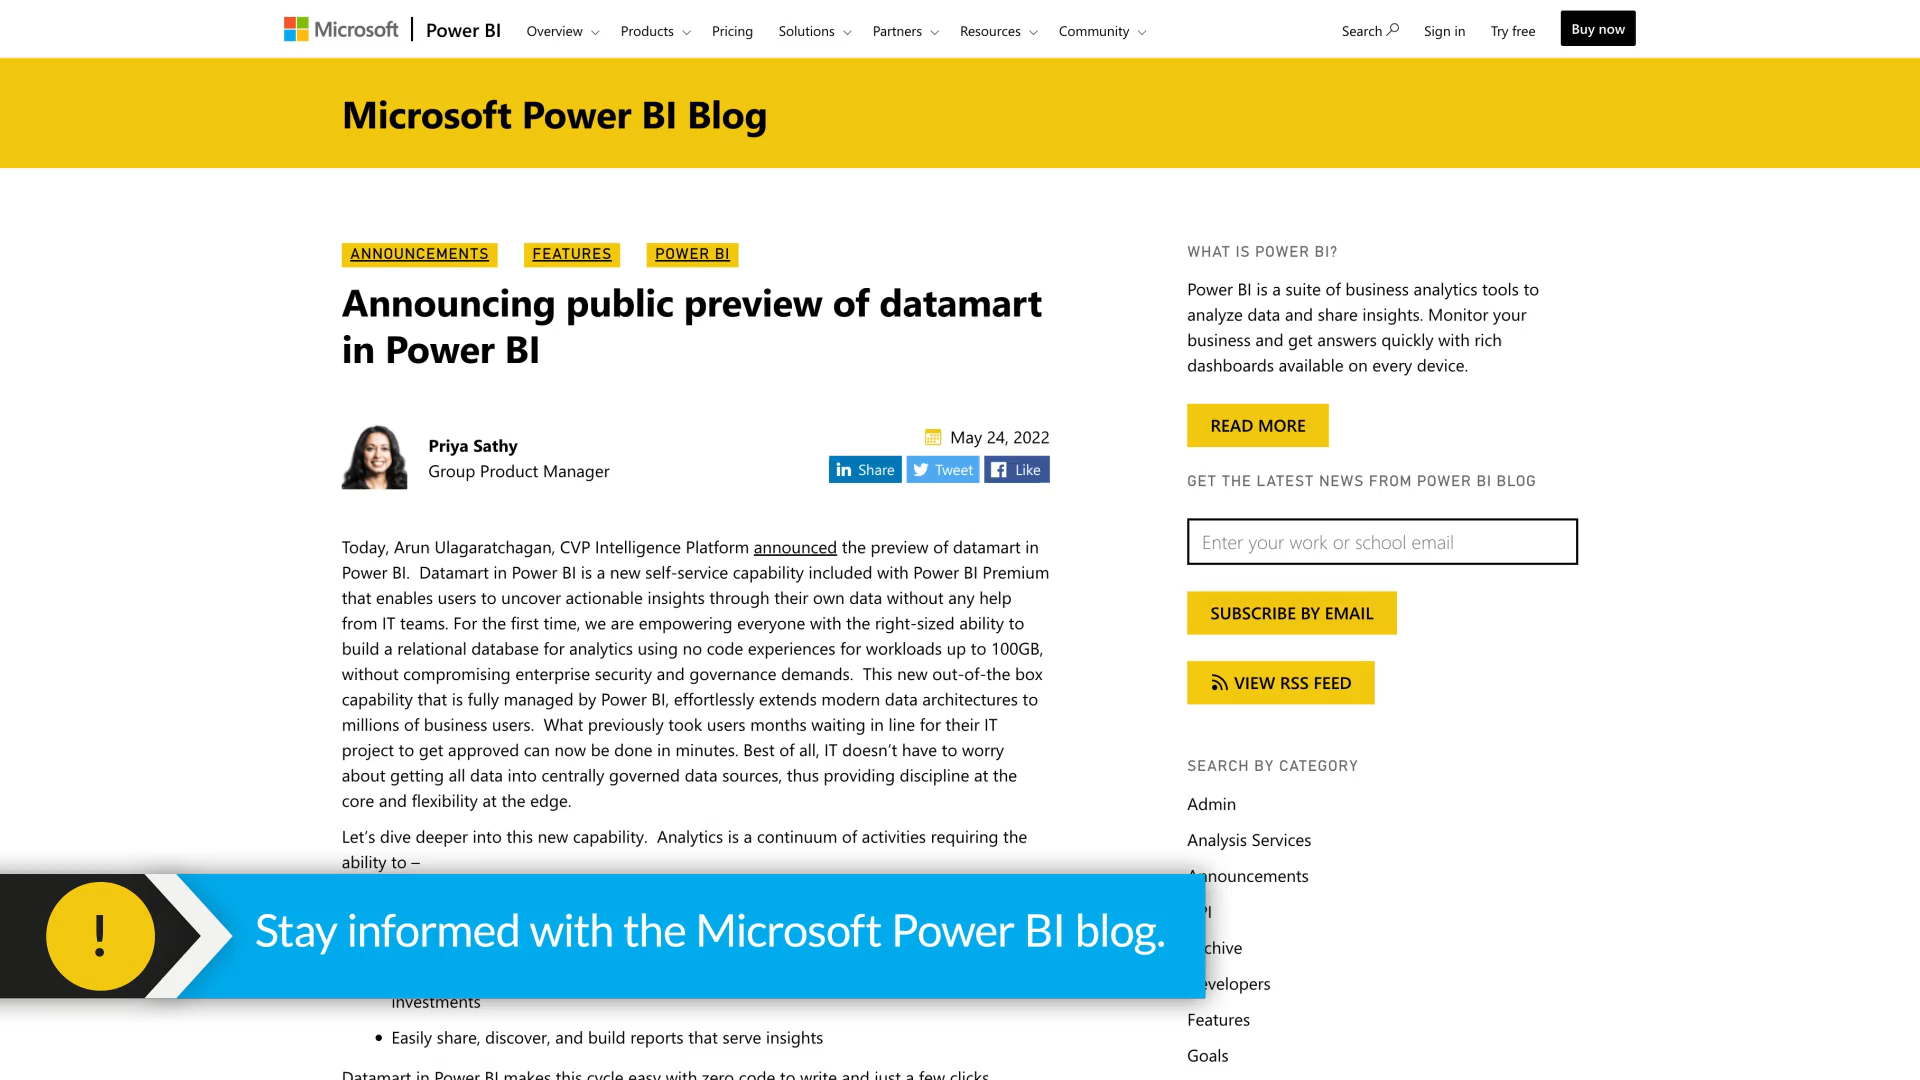 Microsoft Power BI Overview Products Pricing Solutions Partners Resources Community Search Sign in Try free Buy now
Microsoft Power BI Blog
ANNOUNCEMENTS FEATURES POWER BI
Announcing public preview of datamart
in Power BI
Priya Sathy
Group Product Manager
May 24, 2022
in Share Tweet Like
Today, Arun Ulagaratchagan, CVP Intelligence Platform announced the preview of datamart in
Power BI.  Datamart in Power BI is a new self-service capability included with Power BI Premium
that enables users to uncover actionable insights through their own data without any help
from IT teams. For the first time, we are empowering everyone with the right-sized ability to
build a relational database for analytics using no code experiences for workloads up to 100GB,
without compromising enterprise security and governance demands.  This new out-of-the box
capability that is fully managed by Power BI, effortlessly extends modern data architectures to
millions of business users.  What previously took users months waiting in line for their IT
project to get approved can now be done in minutes. Best of all, IT doesn’t have to worry
about getting all data into centrally governed data sources, thus providing discipline at the
core and flexibility at the edge.
Let’s dive deeper into this new capability.  Analytics is a continuum of activities requiring the
ability to –
investments
• Easily share, discover, and build reports that serve insights
Datamart in Power BI makes this cycle easy with zero code to write and just a few clicks.
WHAT IS POWER BI?
Power BI is a suite of business analytics tools to
analyze data and share insights. Monitor your
business and get answers quickly with rich
dashboards available on every device.
READ MORE
GET THE LATEST NEWS FROM POWER BI BLOG
Enter your work or school email
SUBSCRIBE BY EMAIL
VIEW RSS FEED
SEARCH BY CATEGORY
Admin
Analysis Services
Announcements
Features
Goals
! Stay informed with the Microsoft Power BI blog.